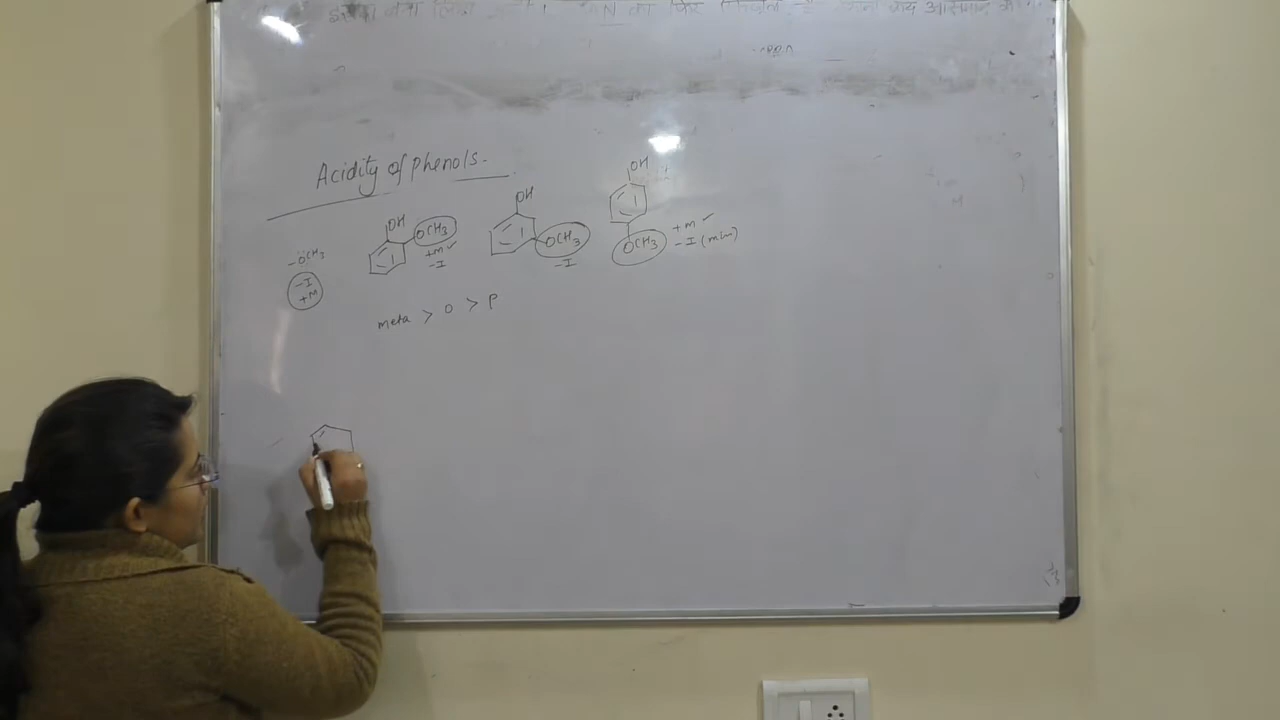 Acidity of phenols.
OH
OH
OH
-ÖCH₃
OCH₃
OCH₃
OCH₃
-I
+M
+M ✓
-I
-I
+M ✓
-I (min)
meta > o > p